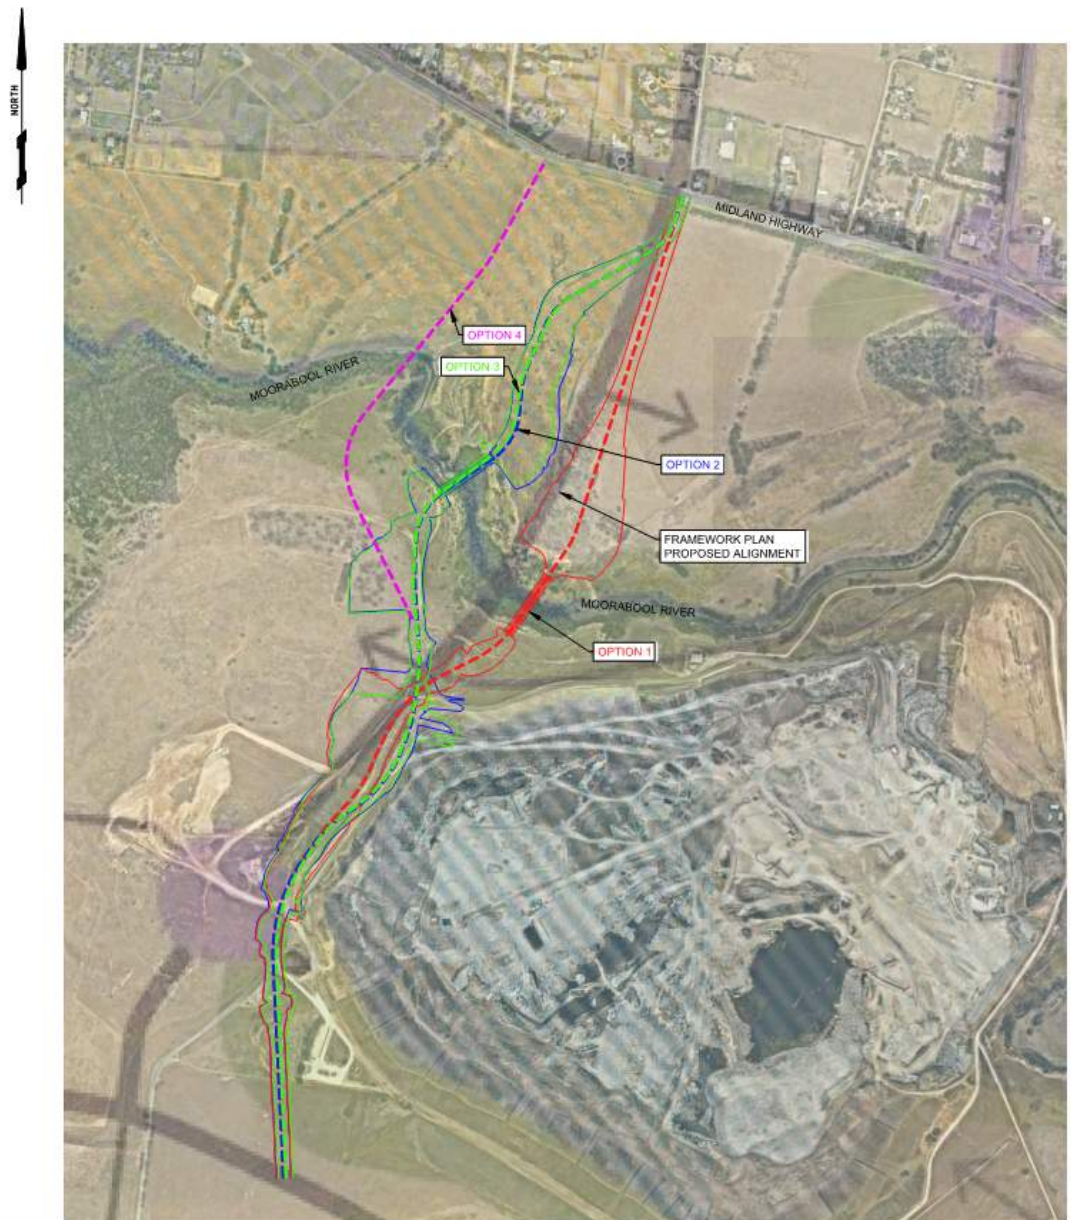 NORTH
MIDLAND HIGHWAY
OPTION 4
MOORABOOL RIVER
OPTION 3
OPTION 2
FRAMEWORK PLAN
PROPOSED ALIGNMENT
MOORABOOL RIVER
OPTION 1